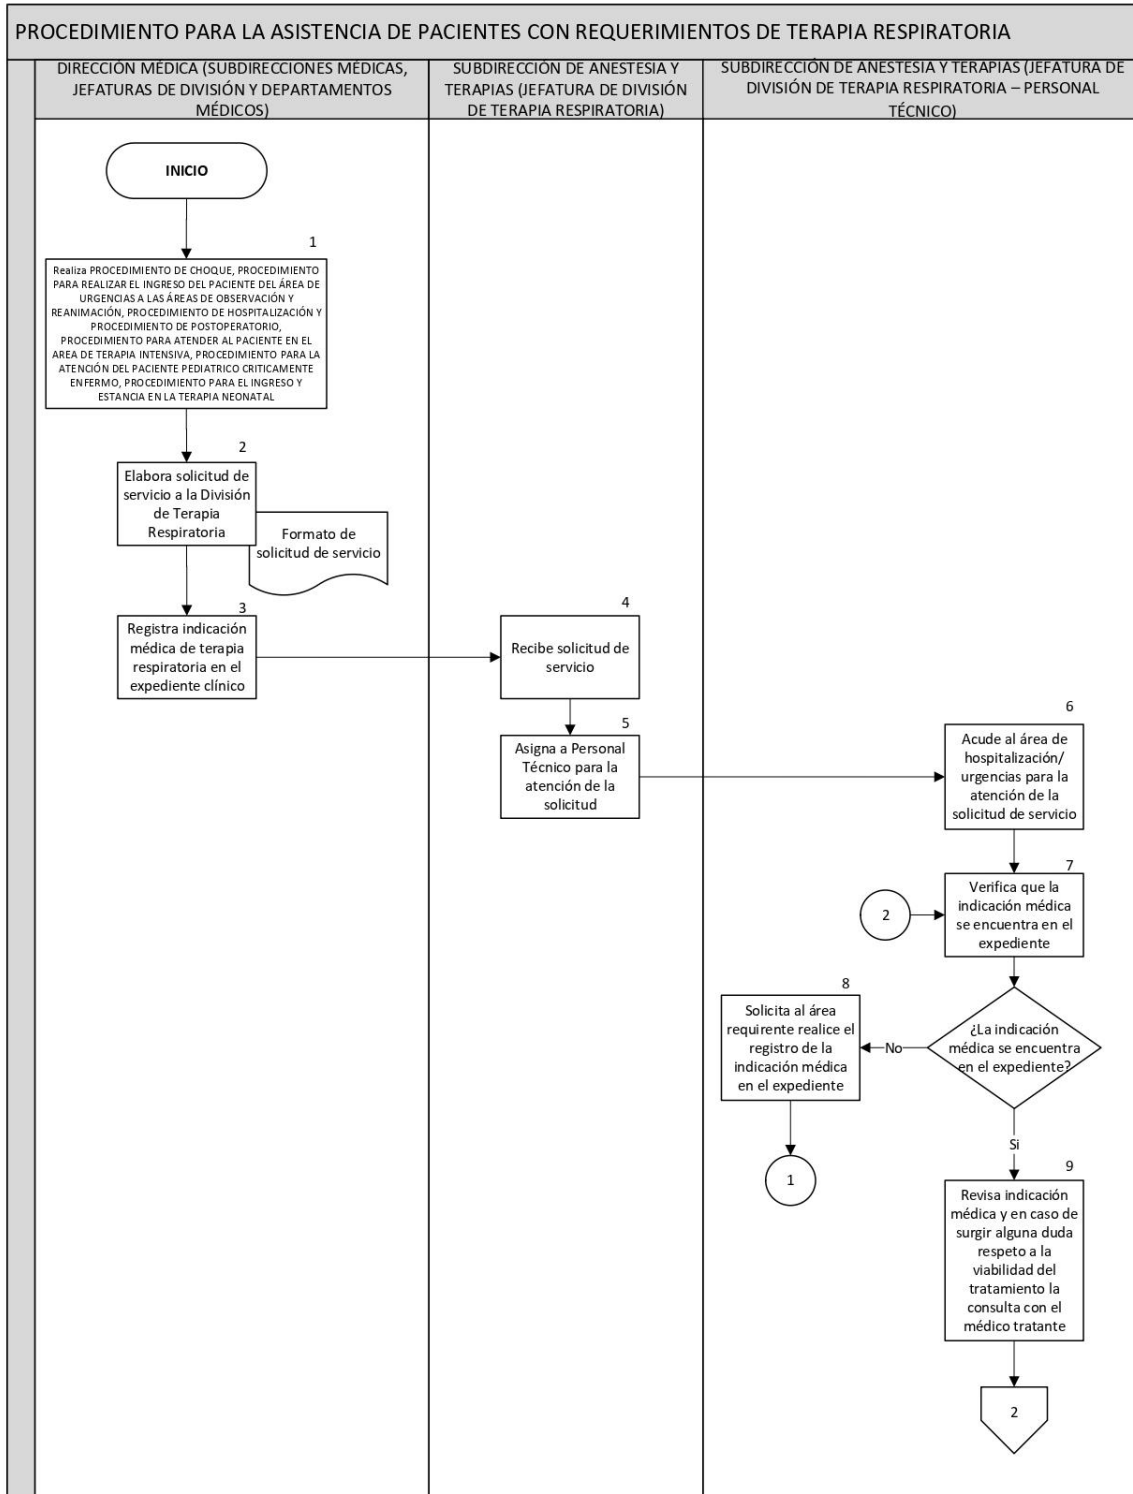 PROCEDIMIENTO PARA LA ASISTENCIA DE PACIENTES CON REQUERIMIENTOS DE TERAPIA RESPIRATORIA
DIRECCIÓN MÉDICA (SUBDIRECCIONES MÉDICAS,
JEFATURAS DE DIVISIÓN Y DEPARTAMENTOS
MÉDICOS)
SUBDIRECCIÓN DE ANESTESIA Y
TERAPIAS (JEFATURA DE DIVISIÓN
DE TERAPIA RESPIRATORIA)
SUBDIRECCIÓN DE ANESTESIA Y TERAPIAS (JEFATURA DE
DIVISIÓN DE TERAPIA RESPIRATORIA – PERSONAL
TÉCNICO)
INICIO
1
Realiza PROCEDIMIENTO DE CHOQUE, PROCEDIMIENTO
PARA REALIZAR EL INGRESO DEL PACIENTE DEL ÁREA DE
URGENCIAS A LAS ÁREAS DE OBSERVACIÓN Y
REANIMACIÓN, PROCEDIMIENTO DE HOSPITALIZACIÓN Y
PROCEDIMIENTO DE POSTOPERATORIO,
PROCEDIMIENTO PARA ATENDER AL PACIENTE EN EL
AREA DE TERAPIA INTENSIVA, PROCEDIMIENTO PARA LA
ATENCIÓN DEL PACIENTE PEDIATRICO CRITICAMENTE
ENFERMO, PROCEDIMIENTO PARA EL INGRESO Y
ESTANCIA EN LA TERAPIA NEONATAL
2
Elabora solicitud de
servicio a la División
de Terapia
Respiratoria
Formato de
solicitud de servicio
3
Registra indicación
médica de terapia
respiratoria en el
expediente clínico
4
Recibe solicitud de
servicio
5
Asigna a Personal
Técnico para la
atención de la
solicitud
6
Acude al área de
hospitalización/
urgencias para la
atención de la
solicitud de servicio
7
Verifica que la
indicación médica
se encuentra en el
expediente
2
¿La indicación
médica se encuentra
en el expediente?
No
8
Solicita al área
requirente realice el
registro de la
indicación médica
en el expediente
1
Si
9
Revisa indicación
médica y en caso de
surgir alguna duda
respeto a la
viabilidad del
tratamiento la
consulta con el
médico tratante
2